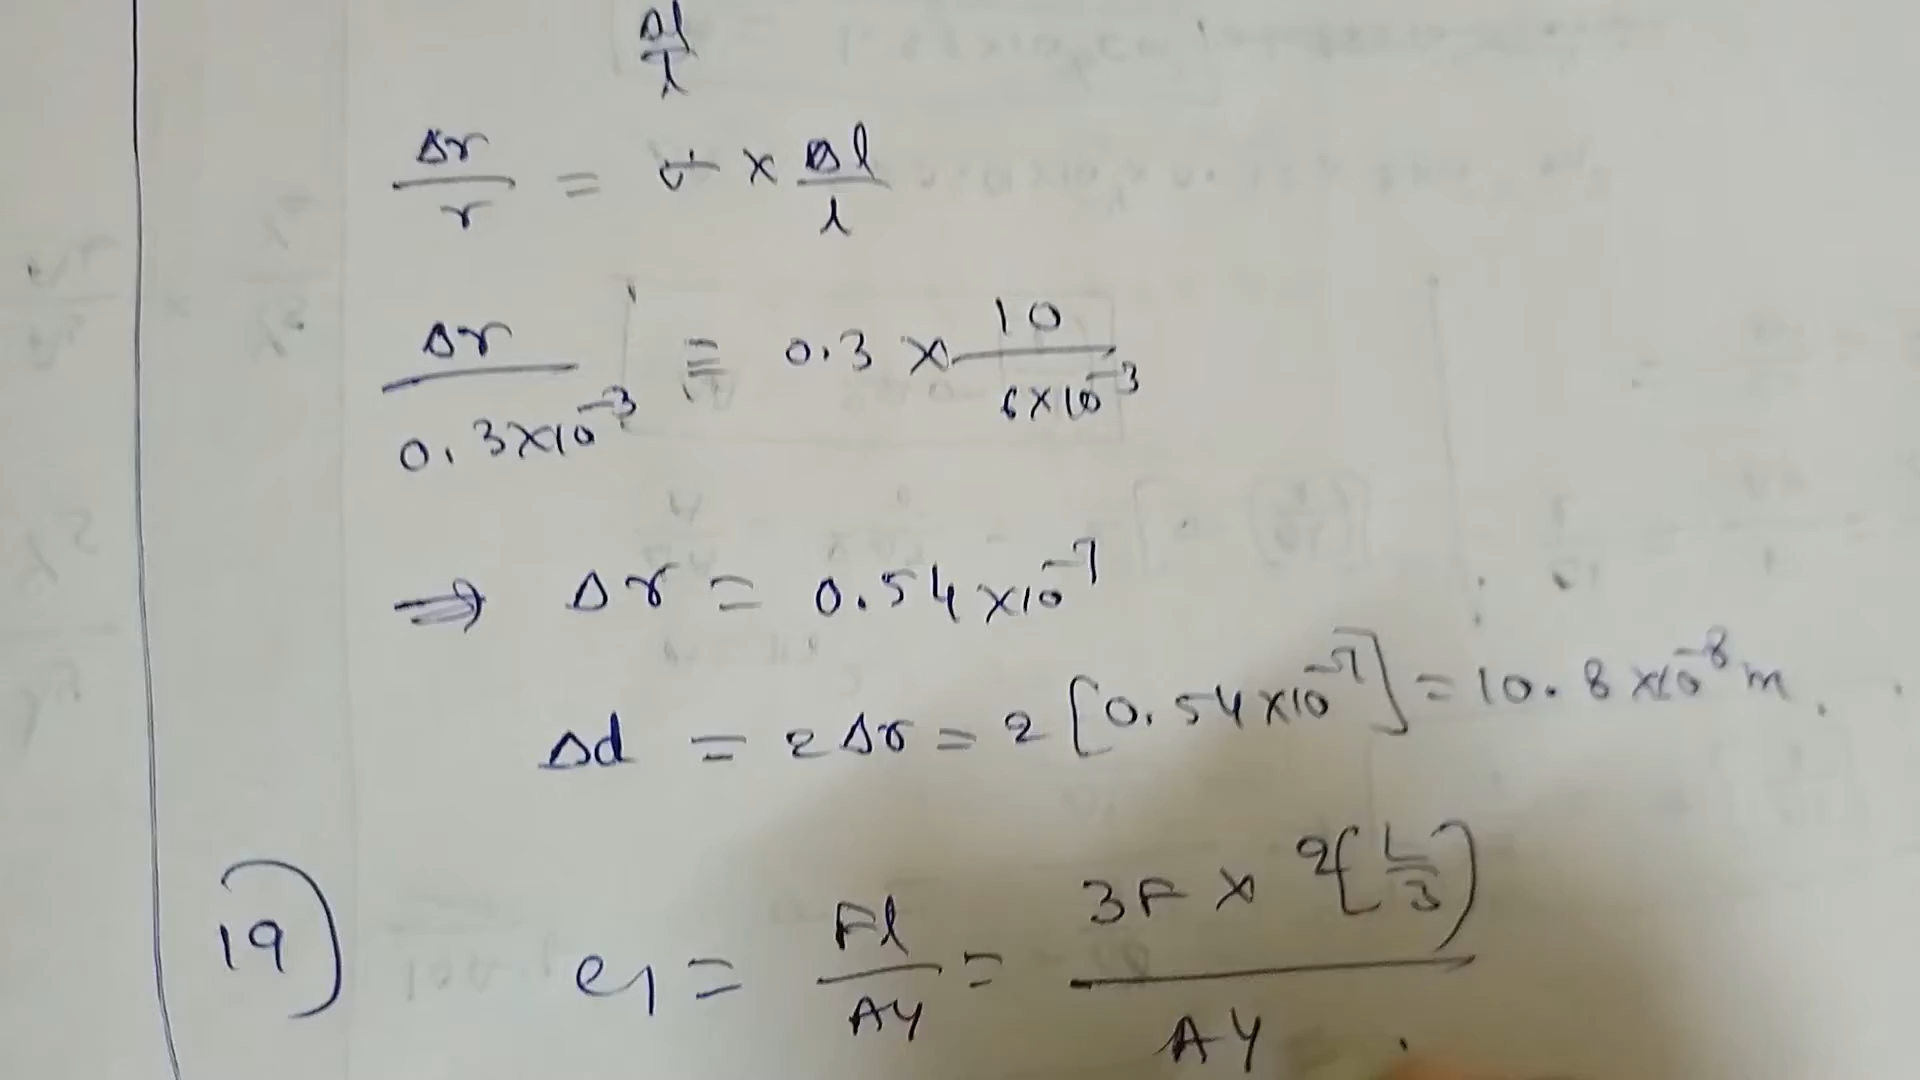 Δl/l
Δr/r = σ × Δl/l
Δr/0.3×10⁻³ = 0.3 × 10/6×10⁻³
⇒ Δr = 0.54×10⁻⁷
Δd = 2Δr = 2[0.54×10⁻⁷] = 10.8×10⁻⁸ m.
19) e₁ = Fl/AY = 3F × 2(L/3)/AY